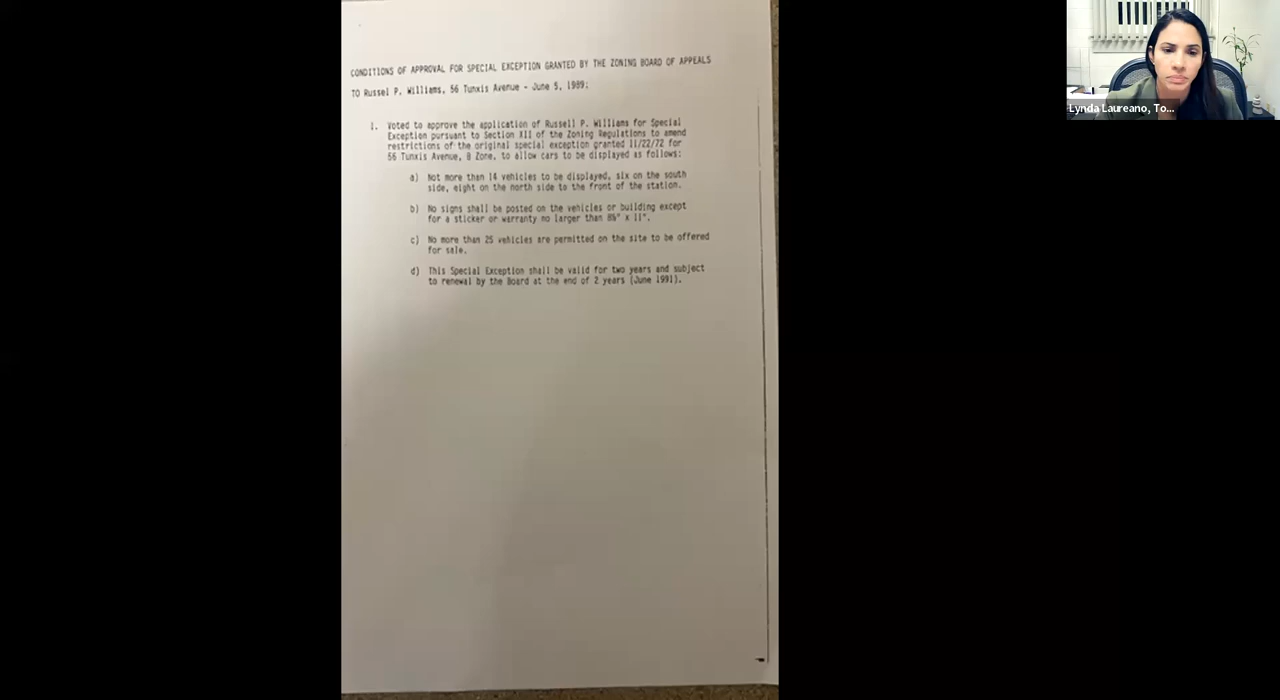 CONDITIONS OF APPROVAL FOR SPECIAL EXCEPTION GRANTED BY THE ZONING BOARD OF APPEALS
TO Russel P. Williams, 56 Tunxis Avenue - June 5, 1989:
1. Voted to approve the application of Russell P. Williams for Special
Exception pursuant to Section XII of the Zoning Regulations to amend
restrictions of the original special exception granted 11/22/72 for
56 Tunxis Avenue, B Zone, to allow cars to be displayed as follows:
a) Not more than 14 vehicles to be displayed, six on the south
side, eight on the north side to the front of the station.
b) No signs shall be posted on the vehicles or building except
for a sticker or warranty no larger than 8½" x 11".
c) No more than 25 vehicles are permitted on the site to be offered
for sale.
d) This Special Exception shall be valid for two years and subject
to renewal by the Board at the end of 2 years (June 1991).
Lynda Laureano, To...